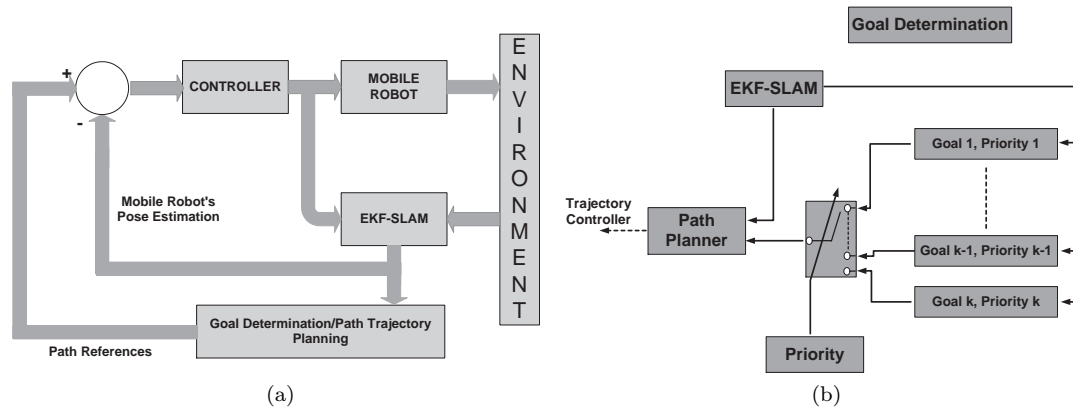 +
-
CONTROLLER
MOBILE
ROBOT
ENVIRONMENT
Mobile Robot's
Pose Estimation
EKF-SLAM
Goal Determination/Path Trajectory
Planning
Path References
(a)
Goal Determination
EKF-SLAM
Goal 1, Priority 1
Trajectory
Controller
Path
Planner
Goal k-1, Priority k-1
Goal k, Priority k
Priority
(b)